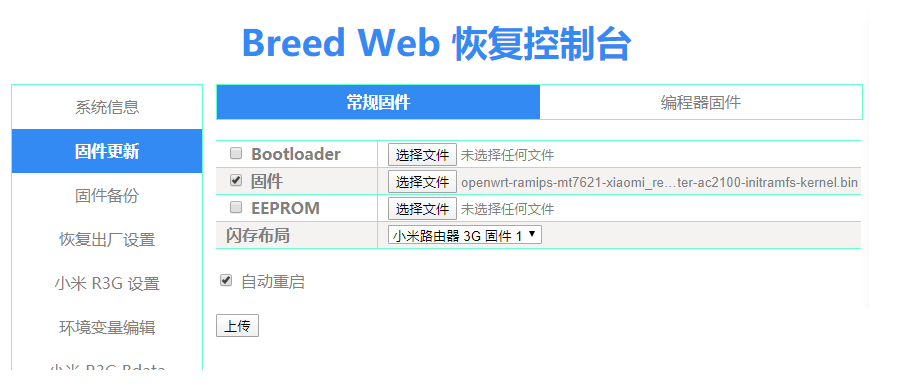 Breed Web 恢复控制台
系统信息
固件更新
固件备份
恢复出厂设置
小米 R3G 设置
环境变量编辑
小米 R3G Bdata
常规固件 编程器固件
Bootloader 选择文件 未选择任何文件
固件 选择文件 openwrt-ramips-mt7621-xiaomi_re...ter-ac2100-initramfs-kernel.bin
EEPROM 选择文件 未选择任何文件
闪存布局 小米路由器 3G 固件 1
自动重启
上传